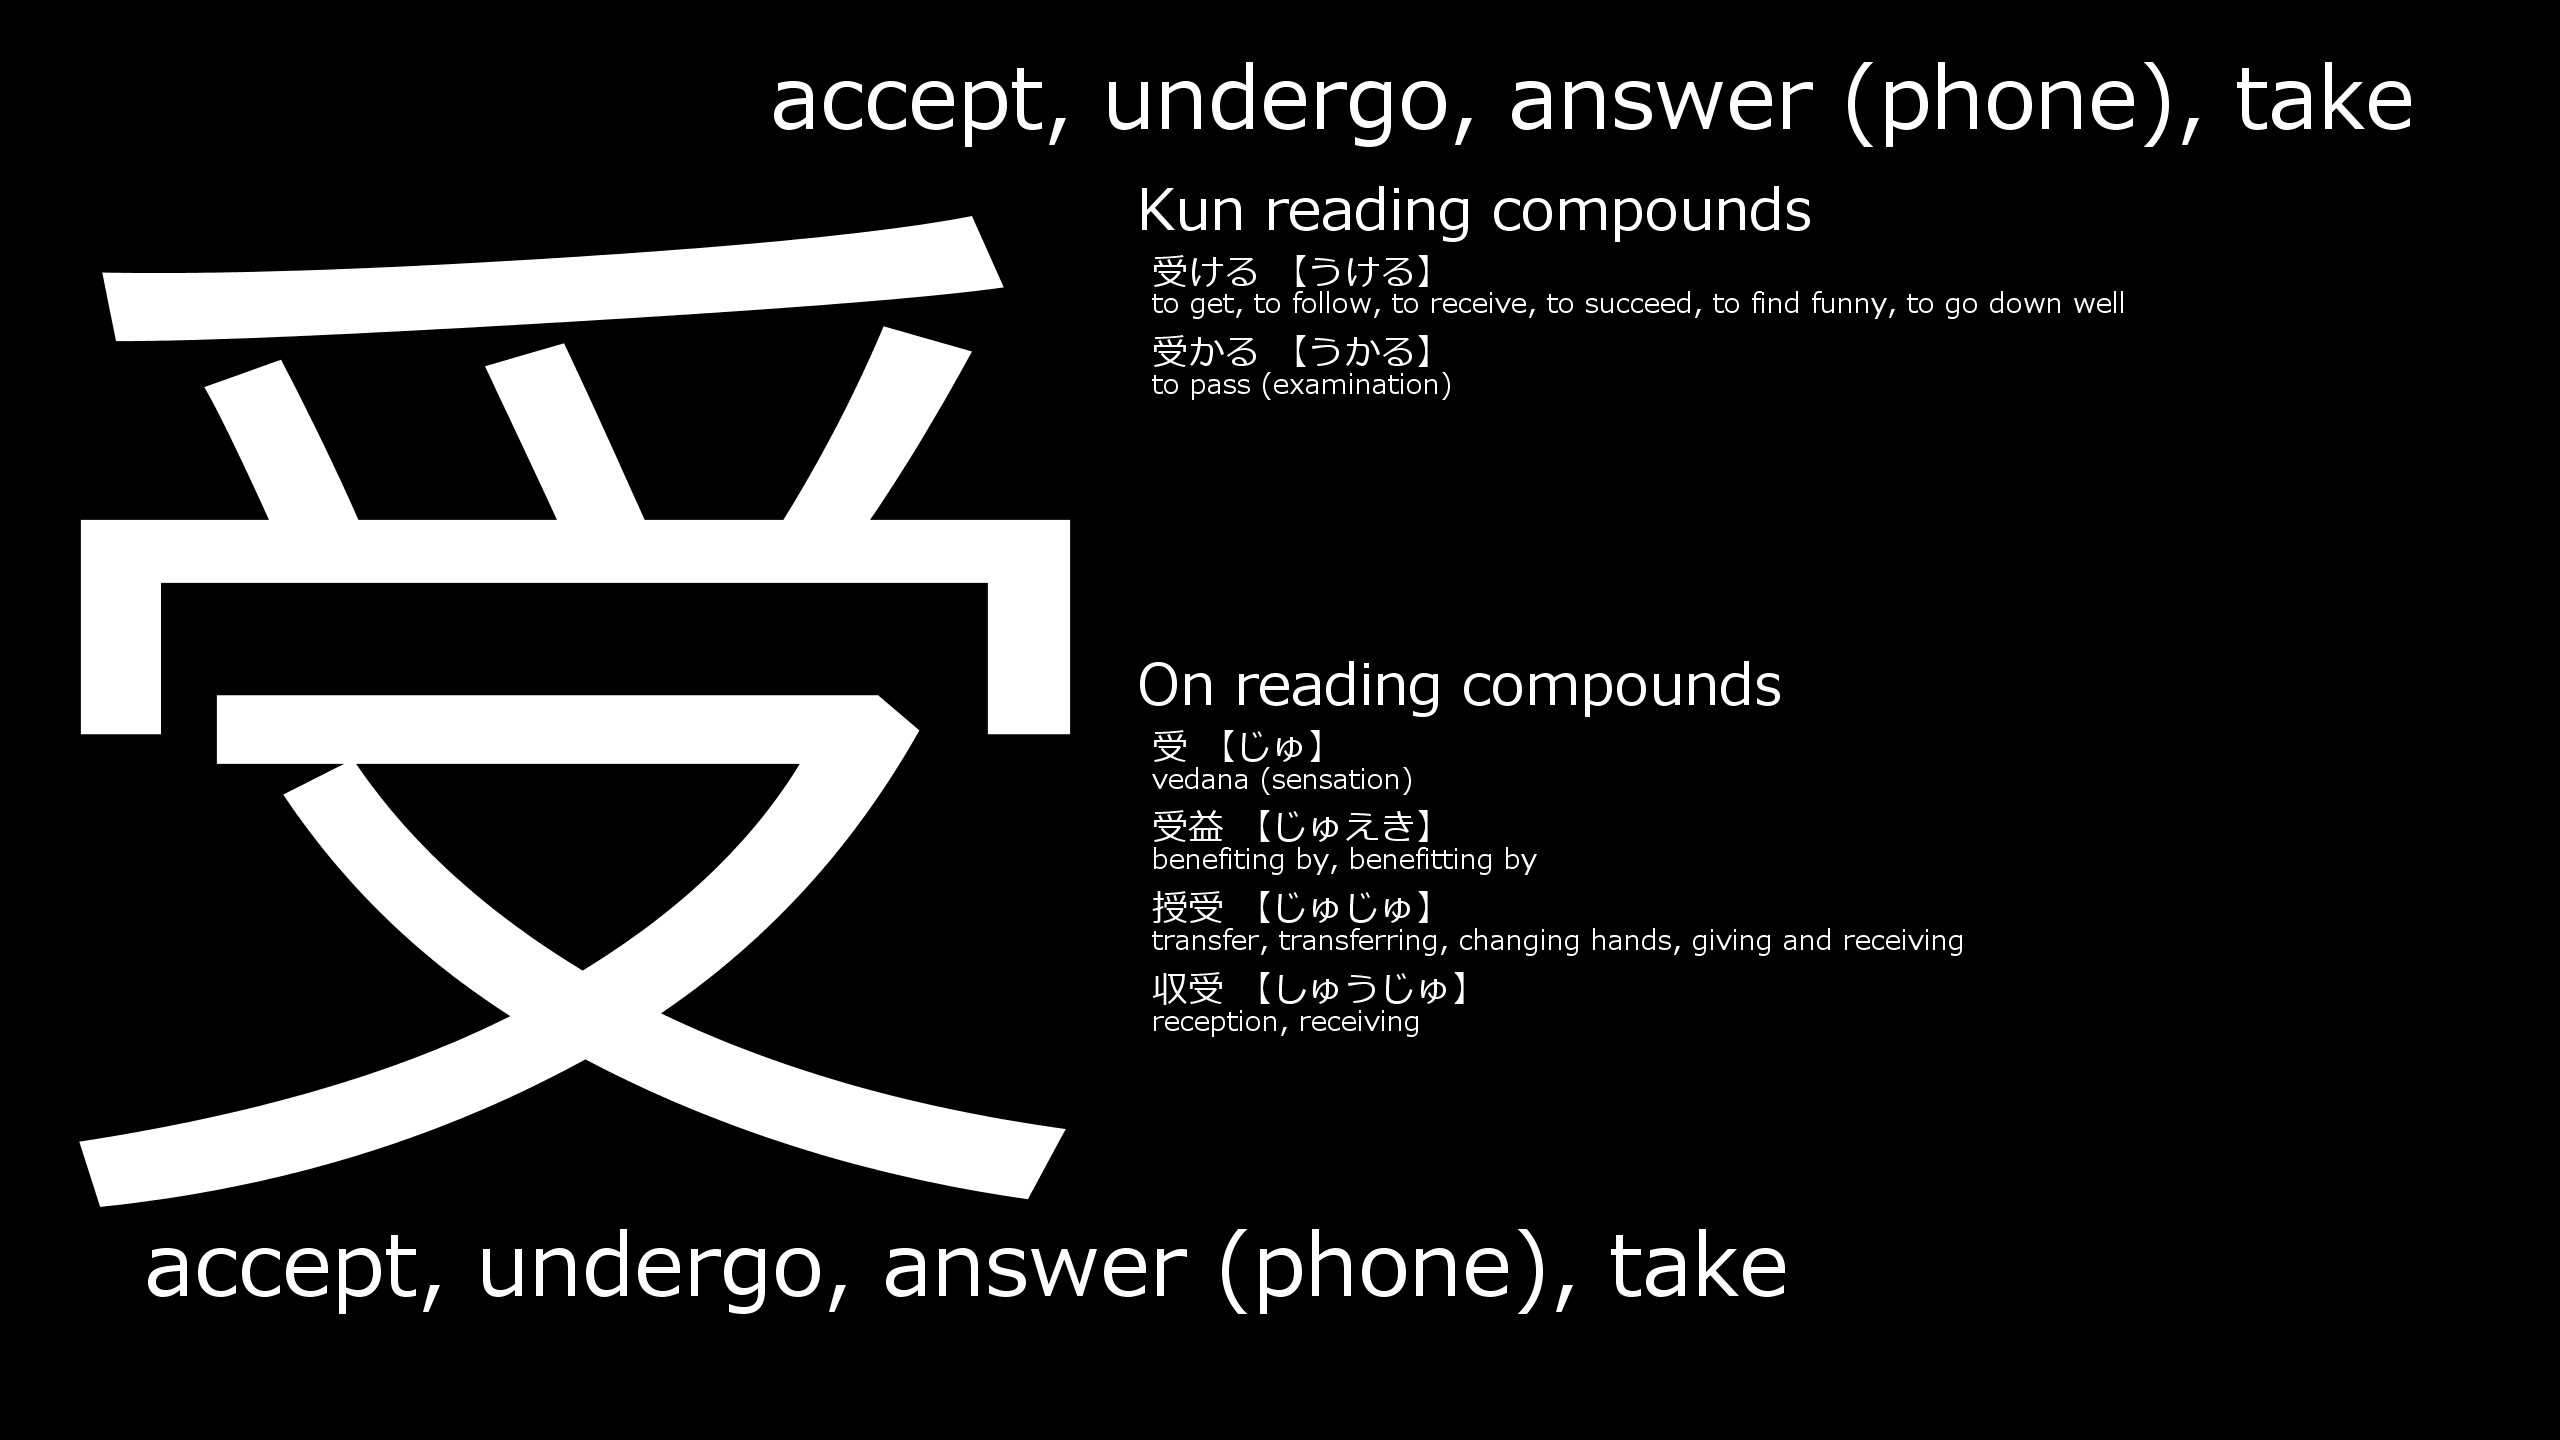 accept, undergo, answer (phone), take
受
Kun reading compounds
受ける 【うける】
to get, to follow, to receive, to succeed, to find funny, to go down well
受かる 【うかる】
to pass (examination)
On reading compounds
受 【じゅ】
vedana (sensation)
受益 【じゅえき】
benefiting by, benefitting by
授受 【じゅじゅ】
transfer, transferring, changing hands, giving and receiving
収受 【しゅうじゅ】
reception, receiving
accept, undergo, answer (phone), take